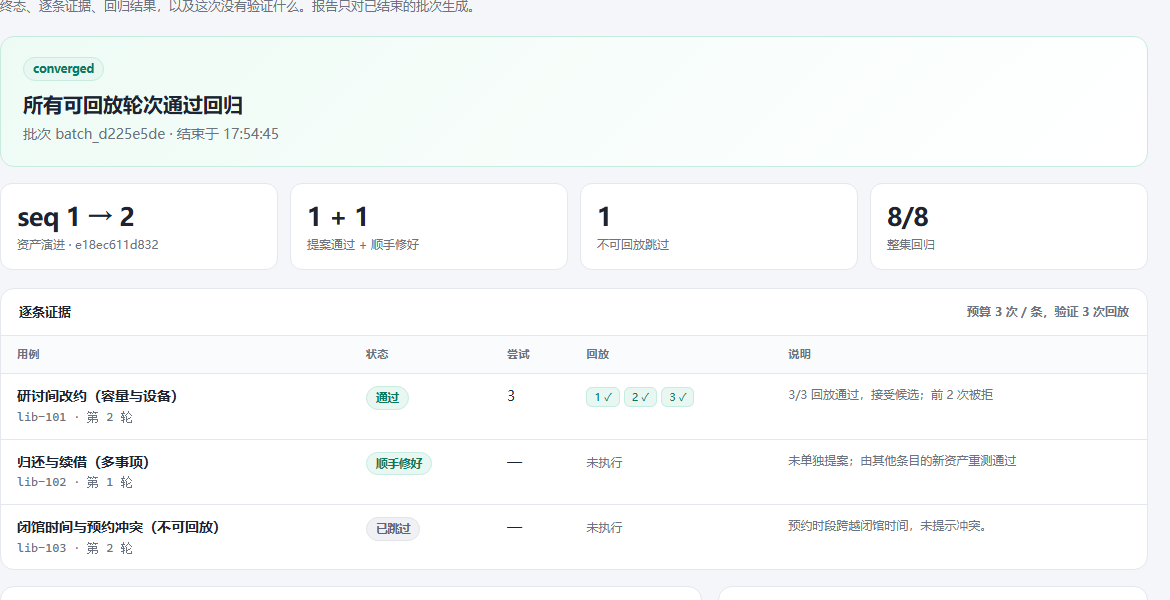 终态、逐条证据、回归结果，以及这次没有验证什么。报告只对已结束的批次生成。
converged
所有可回放轮次通过回归
批次 batch_d225e5de · 结束于 17:54:45
seq 1 → 2
资产演进 · e18ec611d832
1 + 1
提案通过 + 顺手修好
1
不可回放跳过
8/8
整集回归
逐条证据 预算 3 次 / 条，验证 3 次回放
用例 状态 尝试 回放 说明
研讨间改约（容量与设备） 通过 3 1 ✓ 2 ✓ 3 ✓ 3/3 回放通过，接受候选；前 2 次被拒
lib-101 · 第 2 轮
归还与续借（多事项） 顺手修好 — 未执行 未单独提案；由其他条目的新资产重测通过
lib-102 · 第 1 轮
闭馆时间与预约冲突（不可回放） 已跳过 — 未执行 预约时段跨越闭馆时间，未提示冲突。
lib-103 · 第 2 轮